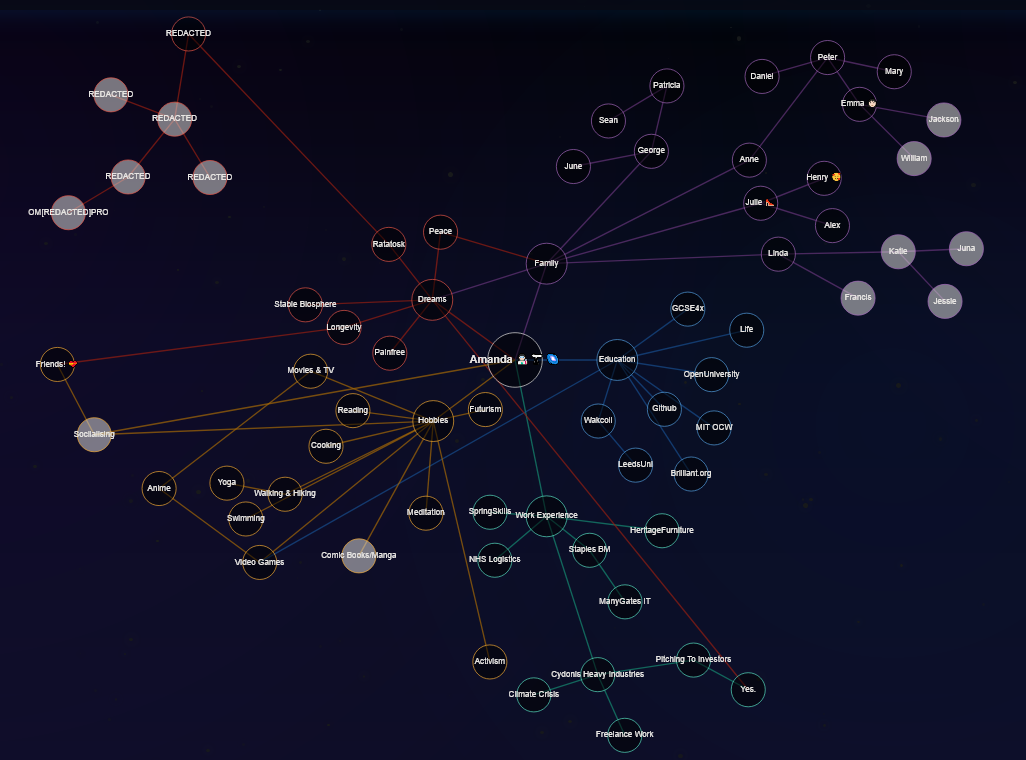 REDACTED
Peter
Daniel
Mary
Patricia
REDACTED
Emma
Sean
REDACTED
Jackson
George
Anne
William
June
REDACTED
REDACTED
Henry
Julie
OM[REDACTED]PRO
Alex
Peace
Ratatosk
Family
Linda
Katie
Juna
Dreams
Francis
Jessie
Stable Biosphere
GCSE4x
Longevity
Life
Painfree
Amanda
Education
Friends!
Movies & TV
OpenUniversity
Reading
Futurism
Github
Hobbies
Wakcoli
MIT OCW
Socilalising
Cooking
LeedsUni
Brilliant.org
Yoga
Anime
Walking & Hiking
Swimming
Meditation
SpringSkills
Work Experience
HeritageFurniture
Video Games
Comic Books/Manga
NHS Logistics
Staples BM
ManyGates IT
Activism
Pitching To Investors
Cydonis Heavy Industries
Climate Crisis
Yes.
Freelance Work